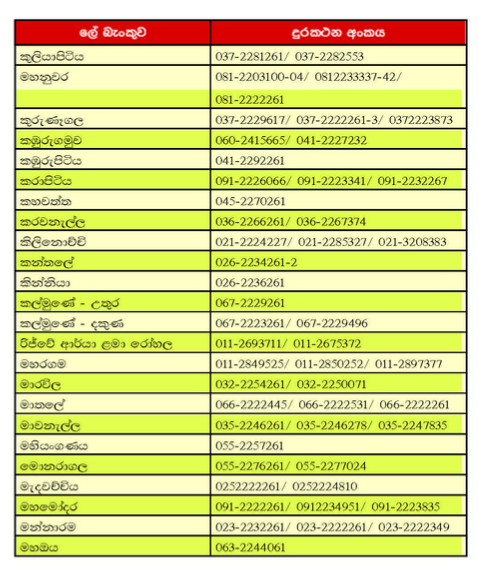 ලේ බැංකුව දුරකථන අංකය
කුලියාපිටිය 037-2281261/ 037-2282553
මහනුවර 081-2203100-04/ 0812233337-42/
081-2222261
කුරුණෑගල 037-2229617/ 037-2222261-3/ 0372223873
කඹුරුගමුව 060-2415665/ 041-2227232
කඹුරුපිටිය 041-2292261
කරාපිටිය 091-2226066/ 091-2223341/ 091-2232267
කහවත්ත 045-2270261
කරවනැල්ල 036-2266261/ 036-2267374
කිලිනොච්චි 021-2224227/ 021-2285327/ 021-3208383
කන්තලේ 026-2234261-2
කින්නියා 026-2236261
කල්මුණේ - උතුර 067-2229261
කල්මුණේ - දකුණ 067-2223261/ 067-2229496
රිජ්වේ ආර්යා ළමා රෝහල 011-2693711/ 011-2675372
මහරගම 011-2849525/ 011-2850252/ 011-2897377
මාරවිල 032-2254261/ 032-2250071
මාතලේ 066-2222445/ 066-2222531/ 066-2222261
මාවනැල්ල 035-2246261/ 035-2246278/ 035-2247835
මහියංගණය 055-2257261
මොනරාගල 055-2276261/ 055-2277024
මැදවච්චිය 0252222261/ 0252224810
මහමෝදර 091-2222261/ 0912234951/ 091-2223835
මන්නාරම 023-2232261/ 023-2222261/ 023-2222349
මහඔය 063-2244061